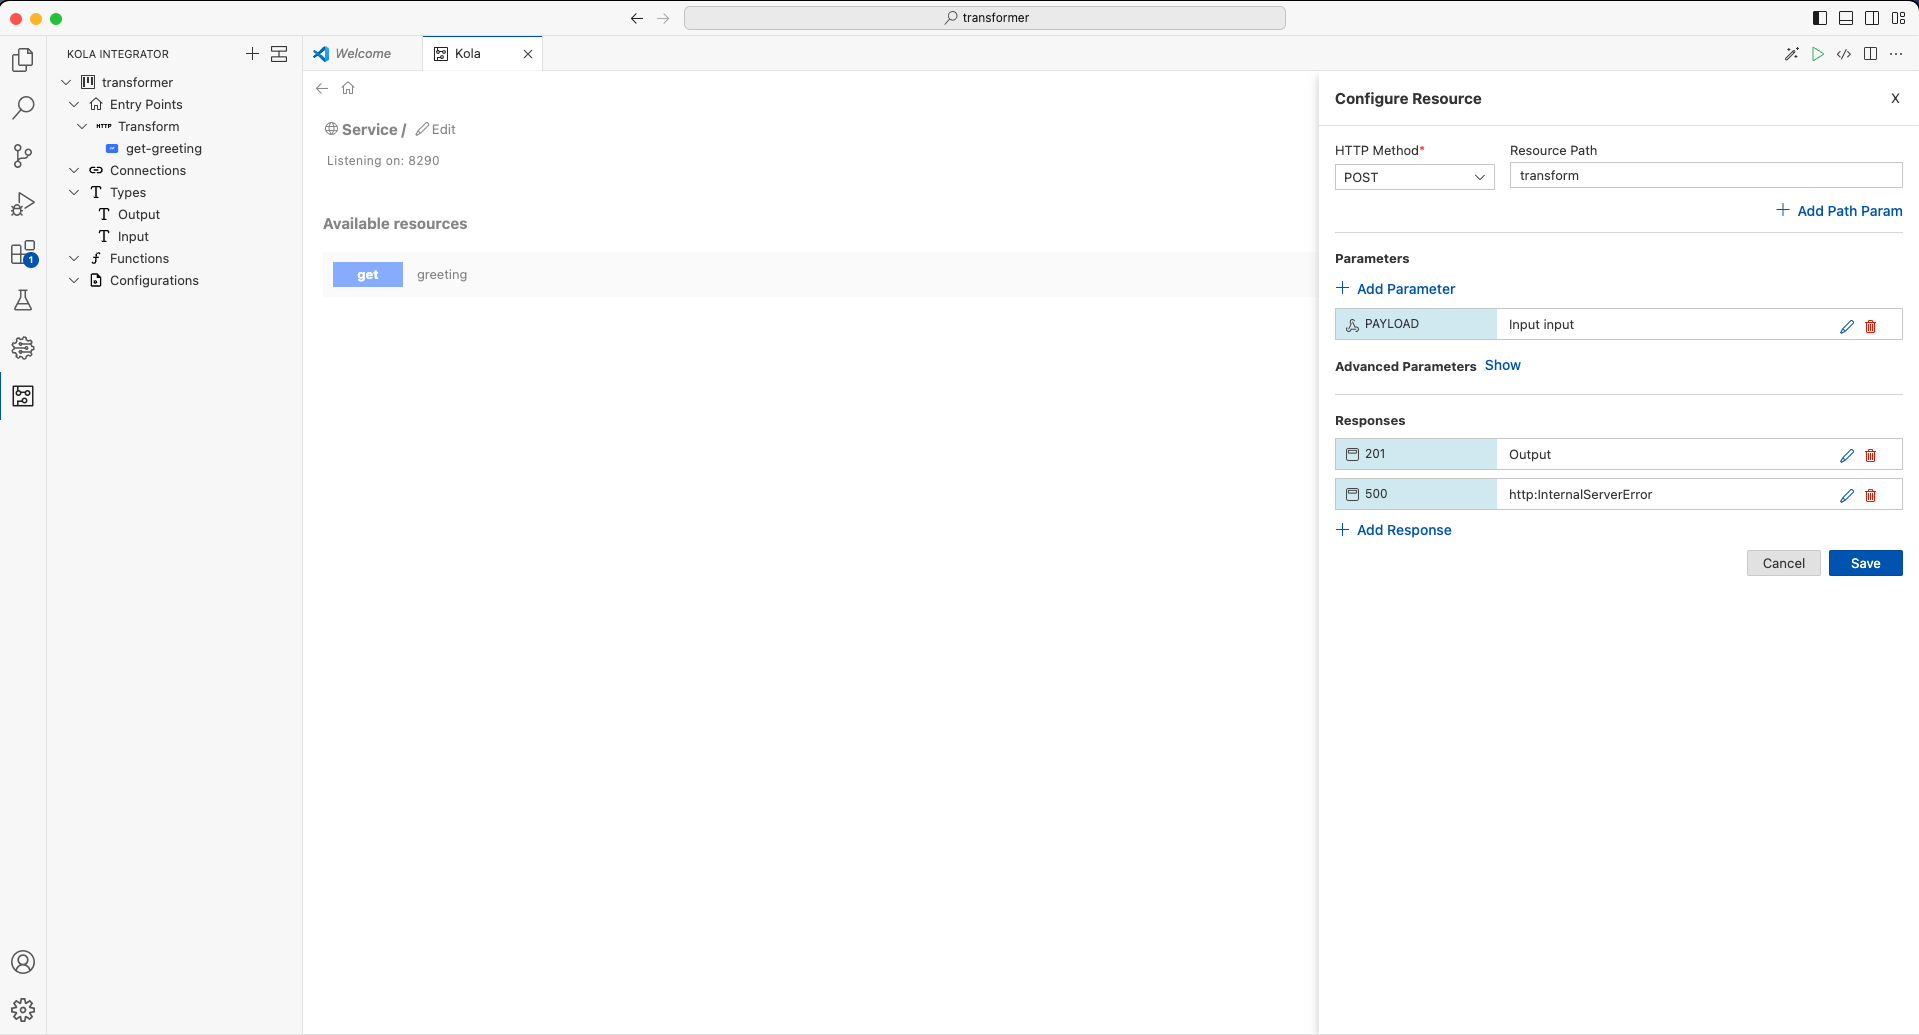 transformer
KOLA INTEGRATOR
transformer
Entry Points
HTTP Transform
get-greeting
Connections
Types
Output
Input
Functions
Configurations
1
Welcome
Kola
Service / Edit
Listening on: 8290
Available resources
get greeting
Configure Resource X
HTTP Method* Resource Path
POST transform
Add Path Param
Parameters
Add Parameter
PAYLOAD Input input
Advanced Parameters Show
Responses
201 Output
500 http:InternalServerError
Add Response
Cancel Save